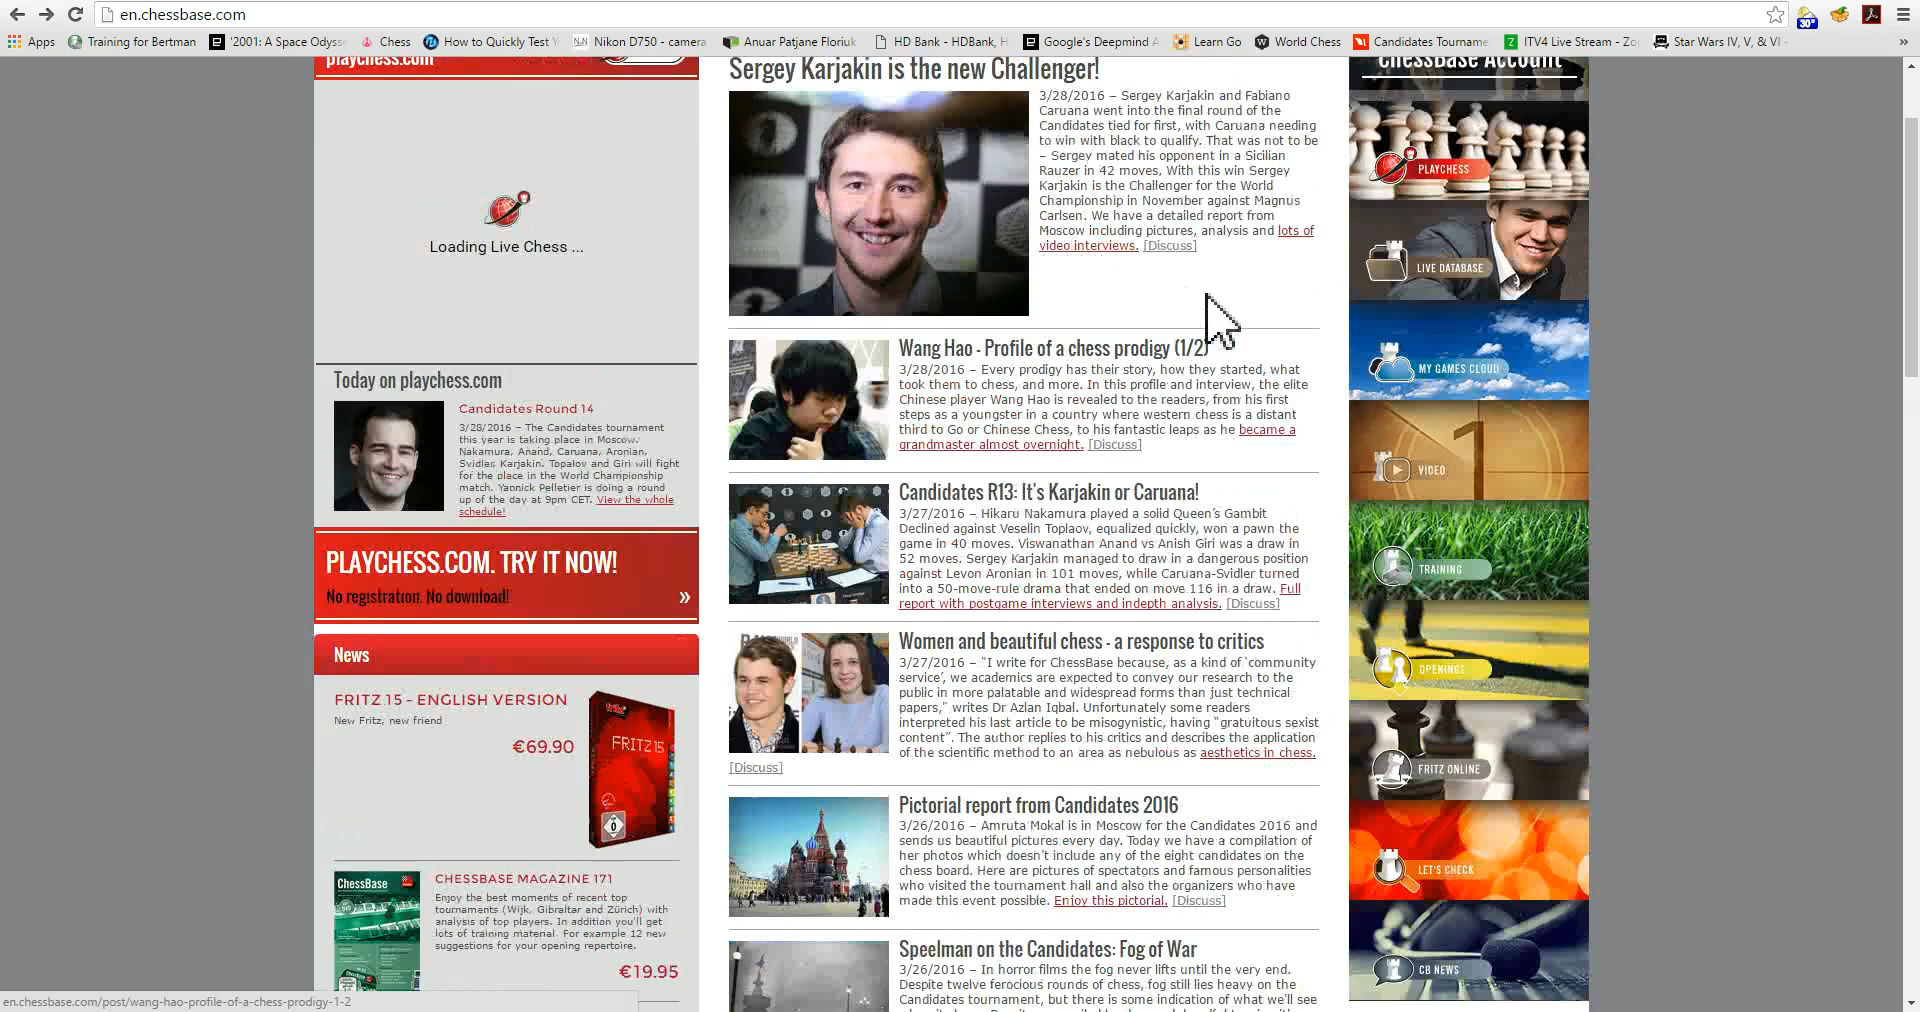 en.chessbase.com
30°
Apps
Training for Bertman
'2001: A Space Odyss
Chess
How to Quickly Test Y
Nikon D750 - camera
Anuar Patjane Floriuk
HD Bank - HDBank, H
Google's Deepmind A
Learn Go
World Chess
Candidates Tourname
ITV4 Live Stream - Zo
Star Wars IV, V, & VI -
»
playchess.com
Loading Live Chess ...
Today on playchess.com
Candidates Round 14
3/28/2016 – The Candidates tournament
this year is taking place in Moscow.
Nakamura, Anand, Caruana, Aronian,
Svidler, Karjakin, Topalov and Giri will fight
for the place in the World Championship
match. Yannick Pelletier is doing a round
up of the day at 9pm CET. View the whole
schedule!
PLAYCHESS.COM. TRY IT NOW!
No registration. No download!
»
News
FRITZ 15 - ENGLISH VERSION
New Fritz, new friend
€69.90
fritz
FRITZ 15
0
CHESSBASE MAGAZINE 171
Enjoy the best moments of recent top
tournaments (Wijk, Gibraltar and Zürich) with
analysis of top players. In addition you'll get
lots of training material. For example 12 new
suggestions for your opening repertoire.
€19.95
ChessBase
en.chessbase.com/post/wang-hao-profile-of-a-chess-prodigy-1-2
Sergey Karjakin is the new Challenger!
3/28/2016 – Sergey Karjakin and Fabiano
Caruana went into the final round of the
Candidates tied for first, with Caruana needing
to win with black to qualify. That was not to be
– Sergey mated his opponent in a Sicilian
Rauzer in 42 moves, With this win Sergey
Karjakin is the Challenger for the World
Championship in November against Magnus
Carlsen. We have a detailed report from
Moscow including pictures, analysis and lots of
video interviews. [Discuss]
Wang Hao - Profile of a chess prodigy (1/2)
3/28/2016 – Every prodigy has their story, how they started, what
took them to chess, and more. In this profile and interview, the elite
Chinese player Wang Hao is revealed to the readers, from his first
steps as a youngster in a country where western chess is a distant
third to Go or Chinese Chess, to his fantastic leaps as he became a
grandmaster almost overnight. [Discuss]
Candidates R13: It's Karjakin or Caruana!
3/27/2016 – Hikaru Nakamura played a solid Queen's Gambit
Declined against Veselin Toplaov, equalized quickly, won a pawn the
game in 40 moves. Viswanathan Anand vs Anish Giri was a draw in
52 moves. Sergey Karjakin managed to draw in a dangerous position
against Levon Aronian in 101 moves, while Caruana-Svidler turned
into a 50-move-rule drama that ended on move 116 in a draw. Full
report with postgame interviews and indepth analysis. [Discuss]
Women and beautiful chess - a response to critics
3/27/2016 – "I write for ChessBase because, as a kind of 'community
service', we academics are expected to convey our research to the
public in more palatable and widespread forms than just technical
papers," writes Dr Azlan Iqbal. Unfortunately some readers
interpreted his last article to be misogynistic, having "gratuitous sexist
content". The author replies to his critics and describes the application
of the scientific method to an area as nebulous as aesthetics in chess.
[Discuss]
Pictorial report from Candidates 2016
3/26/2016 – Amruta Mokal is in Moscow for the Candidates 2016 and
sends us beautiful pictures every day. Today we have a compilation of
her photos which doesn't include any of the eight candidates on the
chess board. Here are pictures of spectators and famous personalities
who visited the tournament hall and also the organizers who have
made this event possible. Enjoy this pictorial. [Discuss]
Speelman on the Candidates: Fog of War
3/26/2016 – In horror films the fog never lifts until the very end.
Despite twelve ferocious rounds of chess, fog still lies heavy on the
Candidates tournament, but there is some indication of what we'll see
ChessBase Account
PLAYCHESS
LIVE DATABASE
MY GAMES CLOUD
1
VIDEO
TRAINING
OPENINGS
FRITZ ONLINE
LET'S CHECK
CB NEWS